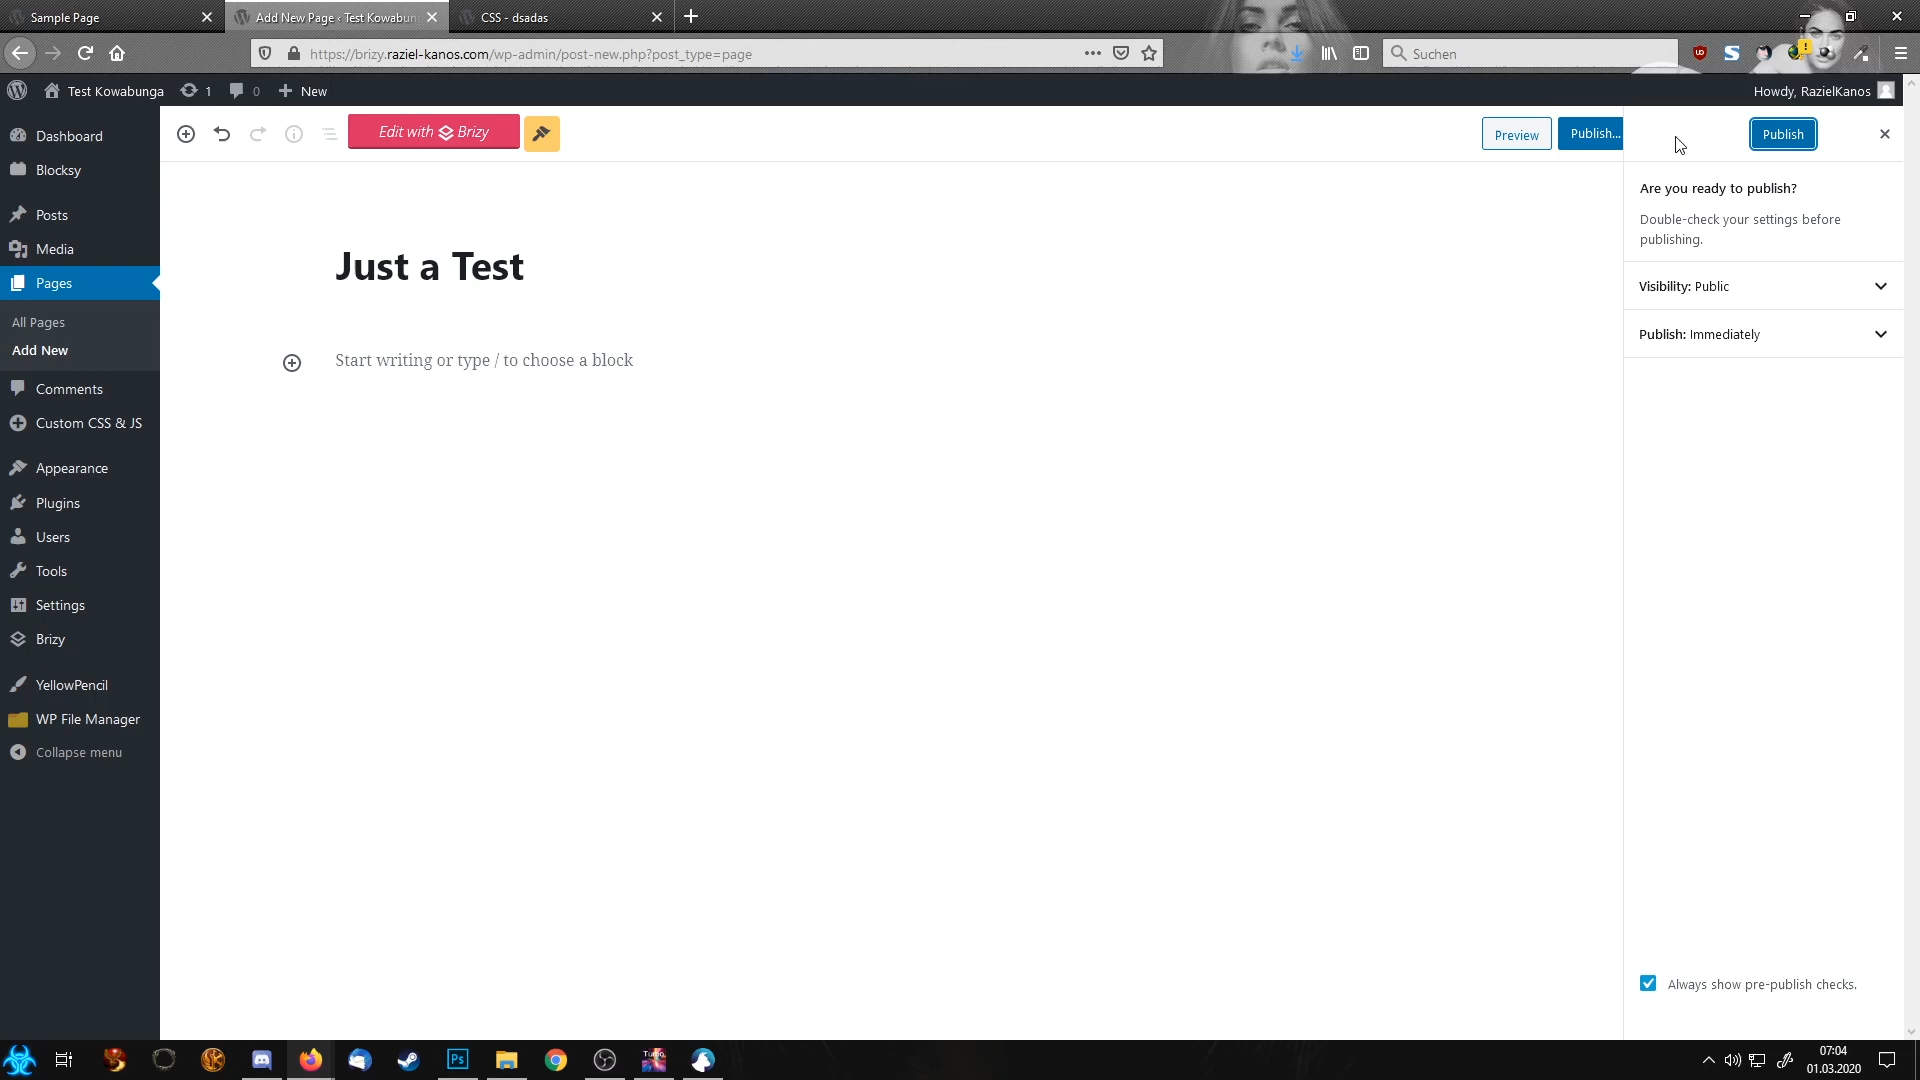 Sample Page
Add New Page ‹ Test Kowabun
CSS - dsadas
https://brizy.raziel-kanos.com/wp-admin/post-new.php?post_type=page
Suchen
Test Kowabunga
1
0
New
Howdy, RazielKanos
Dashboard
Blocksy
Posts
Media
Pages
All Pages
Add New
Comments
Custom CSS & JS
Appearance
Plugins
Users
Tools
Settings
Brizy
YellowPencil
WP File Manager
Collapse menu
Edit with Brizy
Preview
Publish...
Publish
Are you ready to publish?
Double-check your settings before
publishing.
Visibility: Public
Publish: Immediately
Always show pre-publish checks.
Just a Test
Start writing or type / to choose a block
Ps
07:04
01.03.2020